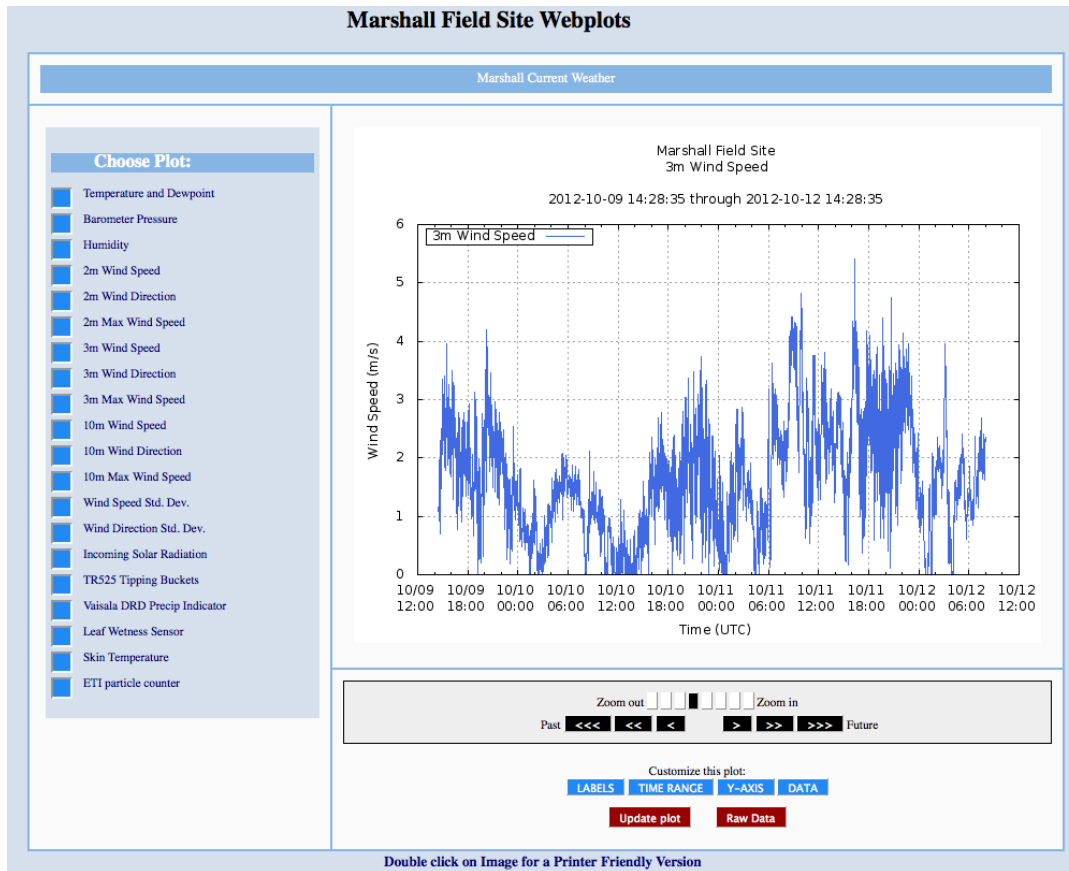 Marshall Field Site Webplots
Marshall Current Weather
Choose Plot:
Temperature and Dewpoint
Barometer Pressure
Humidity
2m Wind Speed
2m Wind Direction
2m Max Wind Speed
3m Wind Speed
3m Wind Direction
3m Max Wind Speed
10m Wind Speed
10m Wind Direction
10m Max Wind Speed
Wind Speed Std. Dev.
Wind Direction Std. Dev.
Incoming Solar Radiation
TR525 Tipping Buckets
Vaisala DRD Precip Indicator
Leaf Wetness Sensor
Skin Temperature
ETI particle counter
Marshall Field Site
3m Wind Speed
2012-10-09 14:28:35 through 2012-10-12 14:28:35
3m Wind Speed
Wind Speed (m/s)
6
5
4
3
2
1
0
10/09 10/09 10/10 10/10 10/10 10/10 10/11 10/11 10/11 10/11 10/12 10/12 10/12
12:00 18:00 00:00 06:00 12:00 18:00 00:00 06:00 12:00 18:00 00:00 06:00 12:00
Time (UTC)
Zoom out Zoom in
Past <<< << < > >> >>> Future
Customize this plot:
LABELS TIME RANGE Y-AXIS DATA
Update plot Raw Data
Double click on Image for a Printer Friendly Version